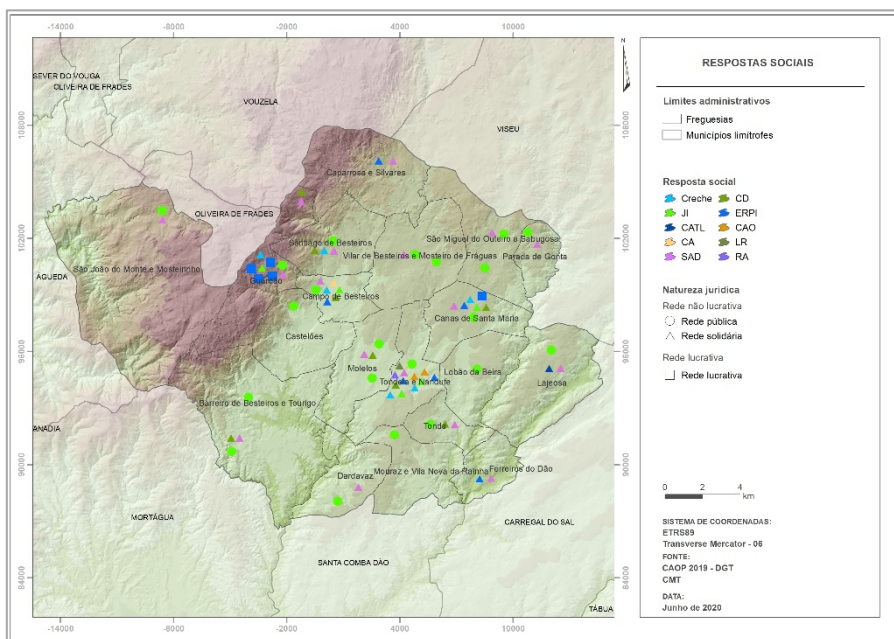 -14000 -8000 -2000 4000 10000
SEVER DO VOUGA
OLIVEIRA DE FRADES
VOUZELA
VISEU
108000 108000
Caparrosa e Silvares
OLIVEIRA DE FRADES
102000 102000
Santiago de Besteiros
São Miguel do Outeiro e Sabugosa
Vilar de Besteiros e Mosteiro de Fráguas
Parada de Gonta
São João do Monte e Mosteirinho
ÁGUEDA
Guardão
Campo de Besteiros
Canas de Santa Maria
Castelões
96000 96000
Molelos
Lobão da Beira
Tondela e Nandufe
Lajeosa
Barreiro de Besteiros e Tourigo
ANADIA
Tonda
90000 90000
Mouraz e Vila Nova da Rainha
Ferreiros do Dão
Dardavaz
MORTÁGUA
CARREGAL DO SAL
SANTA COMBA DÃO
84000 84000
TÁBUA
-14000 -8000 -2000 4000 10000
N
RESPOSTAS SOCIAIS
Limites administrativos
Freguesias
Municípios limítrofes
Resposta social
Creche CD
JI ERPI
CATL CAO
CA LR
SAD RA
Natureza jurídica
Rede não lucrativa
Rede pública
Rede solidária
Rede lucrativa
Rede lucrativa
0 2 4
km
SISTEMA DE COORDENADAS:
ETRS89
Transverse Mercator - 06
FONTE:
CAOP 2019 - DGT
CMT
DATA:
Junho de 2020